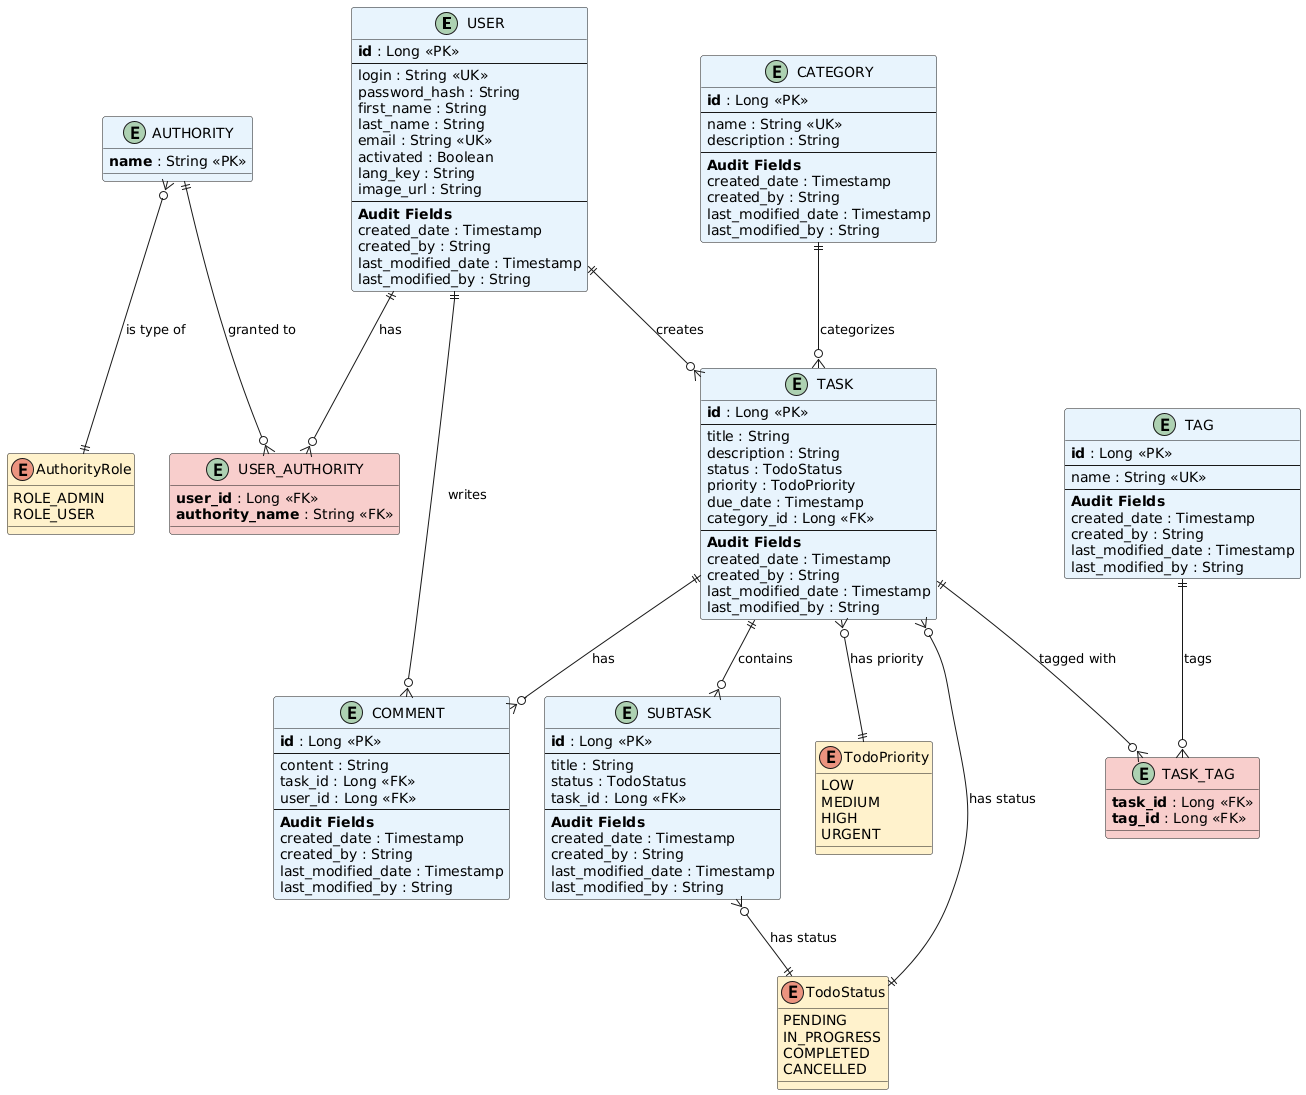 E USER
id : Long «PK»
login : String «UK»
password_hash : String
first_name : String
last_name : String
email : String «UK»
activated : Boolean
lang_key : String
image_url : String
Audit Fields
created_date : Timestamp
created_by : String
last_modified_date : Timestamp
last_modified_by : String
E CATEGORY
id : Long «PK»
name : String «UK»
description : String
Audit Fields
created_date : Timestamp
created_by : String
last_modified_date : Timestamp
last_modified_by : String
E AUTHORITY
name : String «PK»
is type of
granted to
has
creates
categorizes
E TASK
id : Long «PK»
title : String
description : String
status : TodoStatus
priority : TodoPriority
due_date : Timestamp
category_id : Long «FK»
Audit Fields
created_date : Timestamp
created_by : String
last_modified_date : Timestamp
last_modified_by : String
E TAG
id : Long «PK»
name : String «UK»
Audit Fields
created_date : Timestamp
created_by : String
last_modified_date : Timestamp
last_modified_by : String
E AuthorityRole
ROLE_ADMIN
ROLE_USER
E USER_AUTHORITY
user_id : Long «FK»
authority_name : String «FK»
writes
has
contains
has priority
tagged with
tags
E COMMENT
id : Long «PK»
content : String
task_id : Long «FK»
user_id : Long «FK»
Audit Fields
created_date : Timestamp
created_by : String
last_modified_date : Timestamp
last_modified_by : String
E SUBTASK
id : Long «PK»
title : String
status : TodoStatus
task_id : Long «FK»
Audit Fields
created_date : Timestamp
created_by : String
last_modified_date : Timestamp
last_modified_by : String
E TodoPriority
LOW
MEDIUM
HIGH
URGENT
has status
E TASK_TAG
task_id : Long «FK»
tag_id : Long «FK»
has status
E TodoStatus
PENDING
IN_PROGRESS
COMPLETED
CANCELLED